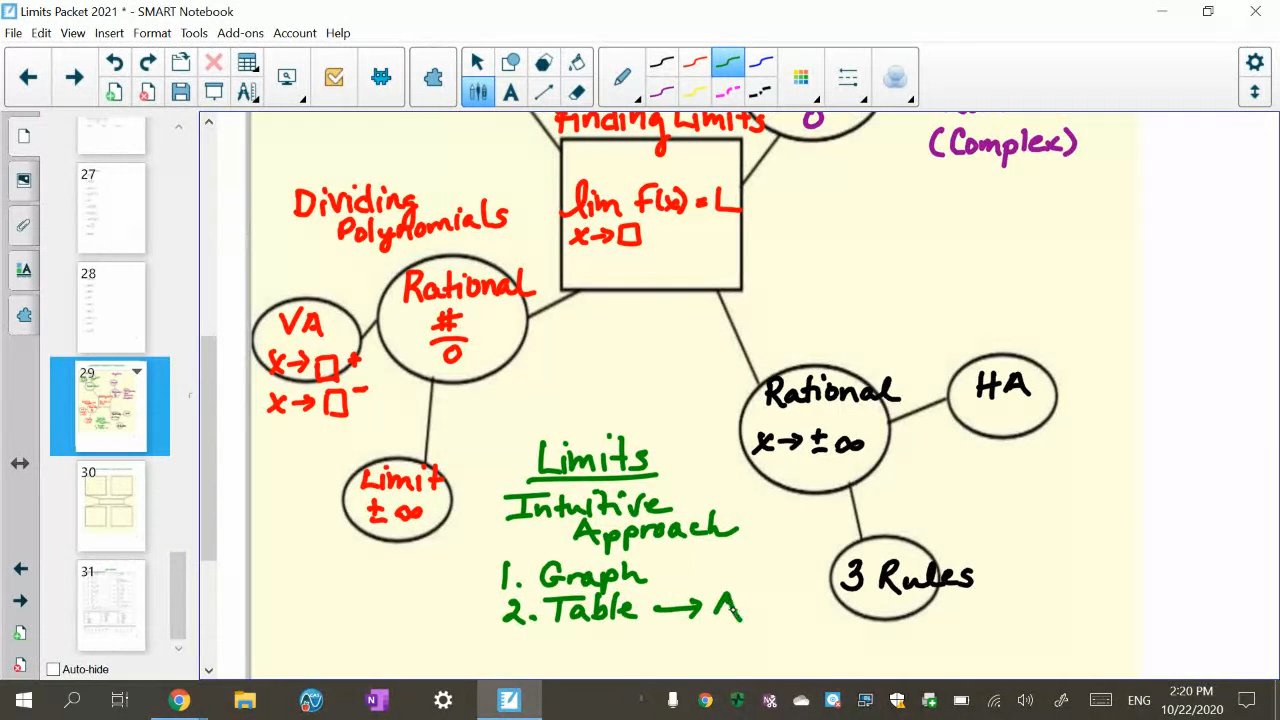 Limits Packet 2021 * - SMART Notebook
File Edit View Insert Format Tools Add-ons Account Help
27
28
29
30
31
Auto-hide
Finding Limits
0
(Complex)
lim f(x) = L
x→□
Dividing
Polynomials
Rational
#
0
VA
x→□+
x→□-
Limit
± ∞
Rational
x→ ± ∞
HA
3 Rules
Limits
Intuitive
Approach
1. Graph
2. Table → A
ENG
2:20 PM
10/22/2020